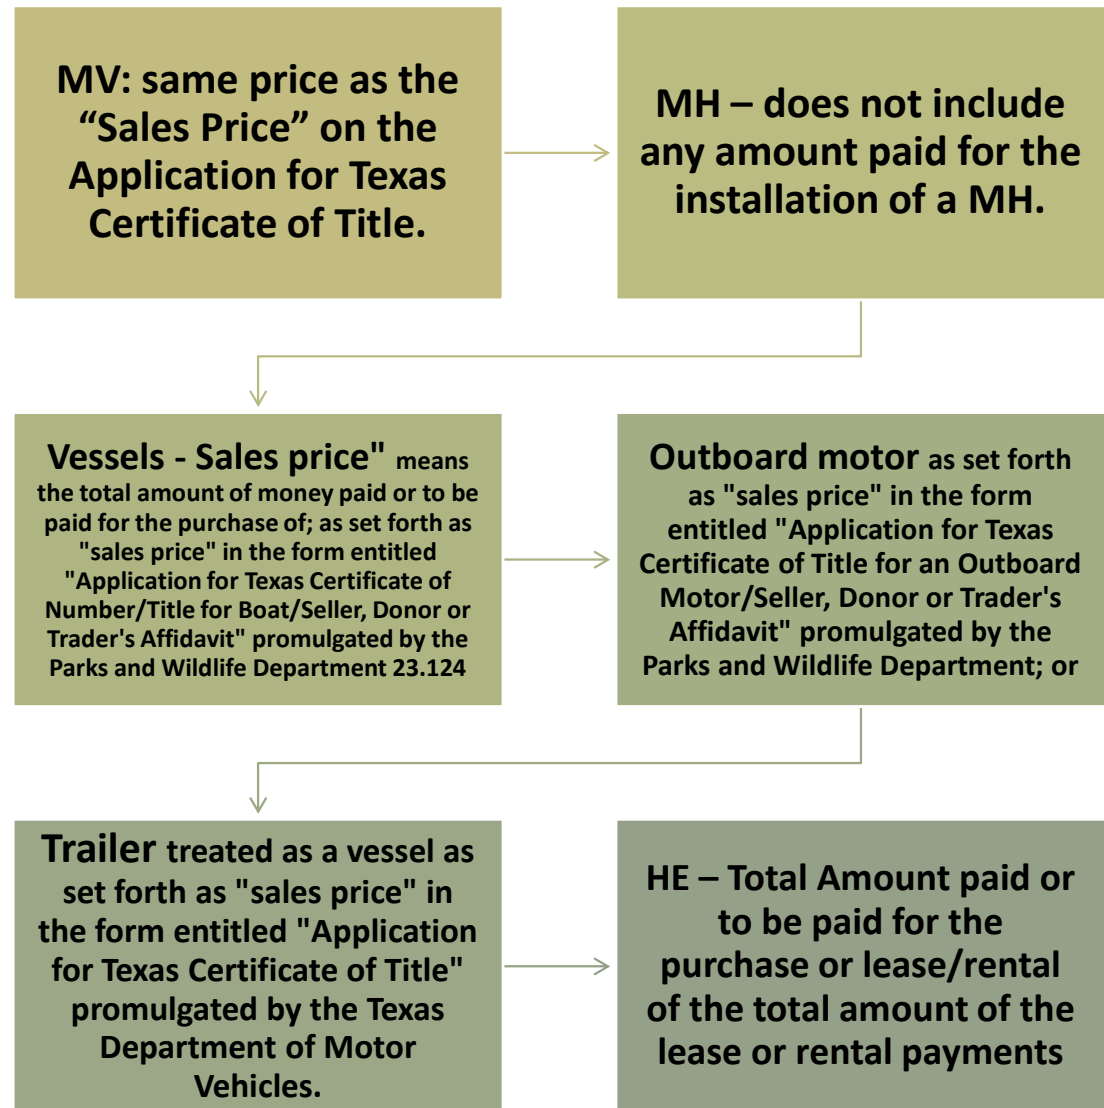 MV: same price as the
“Sales Price” on the
Application for Texas
Certificate of Title.
MH – does not include
any amount paid for the
installation of a MH.
Vessels - Sales price" means
the total amount of money paid or to be
paid for the purchase of; as set forth as
"sales price" in the form entitled
"Application for Texas Certificate of
Number/Title for Boat/Seller, Donor or
Trader's Affidavit" promulgated by the
Parks and Wildlife Department 23.124
Outboard motor as set forth
as "sales price" in the form
entitled "Application for Texas
Certificate of Title for an Outboard
Motor/Seller, Donor or Trader's
Affidavit" promulgated by the
Parks and Wildlife Department; or
Trailer treated as a vessel as
set forth as "sales price" in
the form entitled "Application
for Texas Certificate of Title"
promulgated by the Texas
Department of Motor
Vehicles.
HE – Total Amount paid or
to be paid for the
purchase or lease/rental
of the total amount of the
lease or rental payments